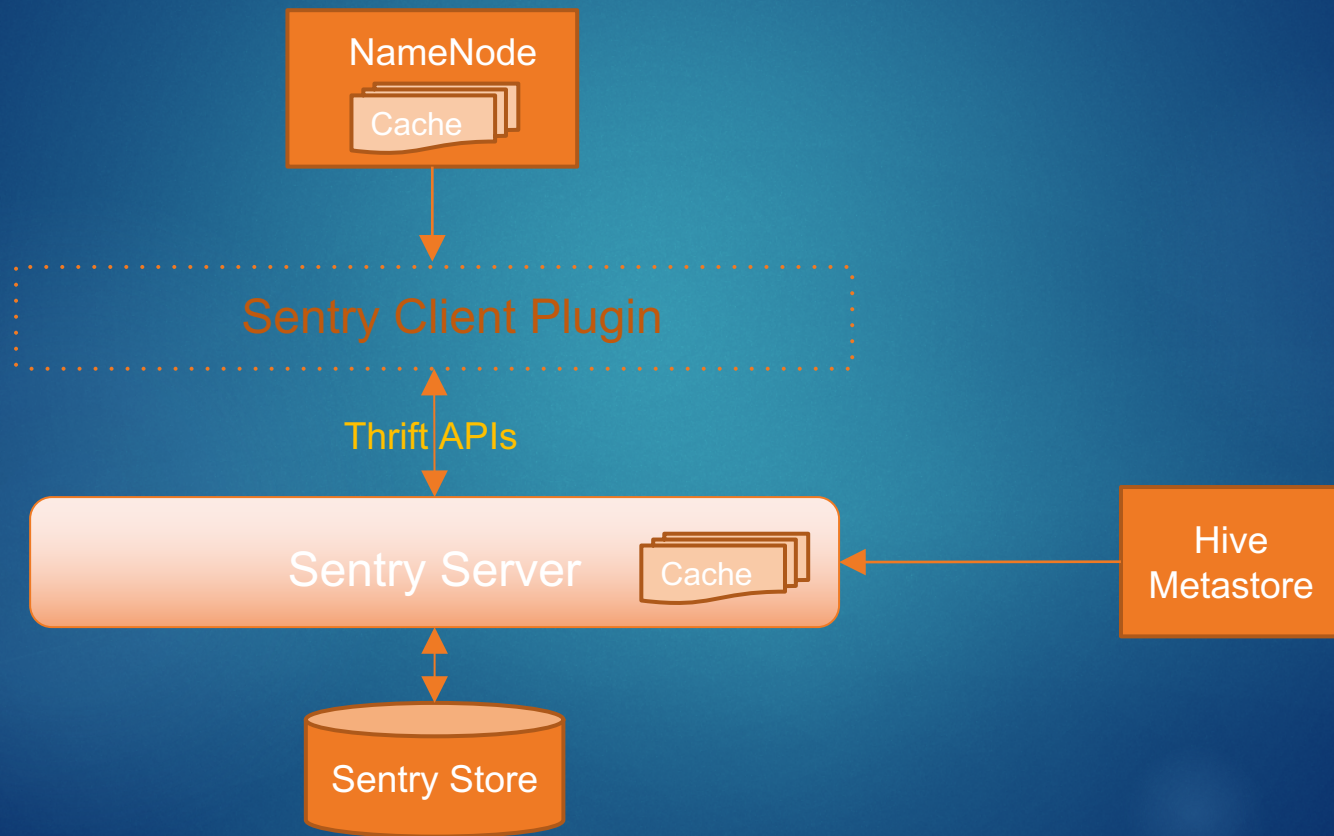 NameNode
Cache
Sentry Client Plugin
Thrift APIs
Sentry Server
Cache
Hive
Metastore
Sentry Store